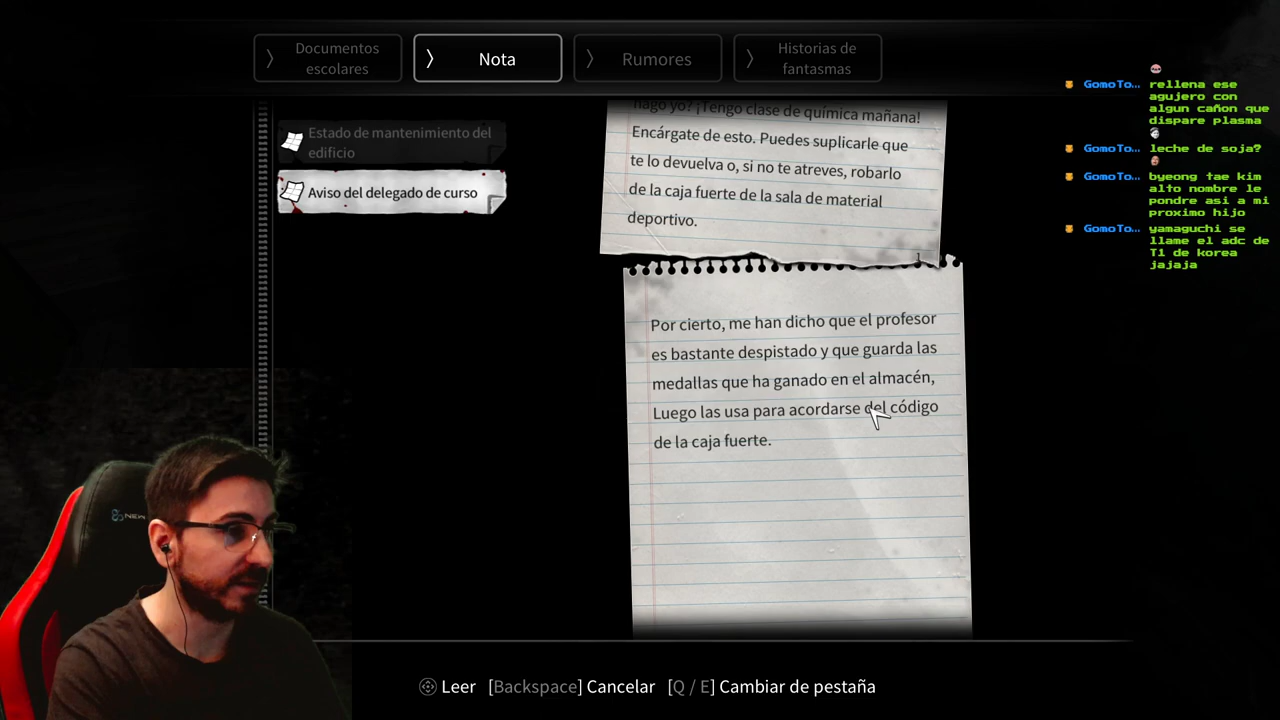 Documentos
escolares
Nota
Rumores
Historias de
fantasmas
Estado de mantenimiento del
edificio
Aviso del delegado de curso
hago yo? ¡Tengo clase de química mañana!
Encárgate de esto. Puedes suplicarle que
te lo devuelva o, si no te atreves, robarlo
de la caja fuerte de la sala de material
deportivo.
1
Por cierto, me han dicho que el profesor
es bastante despistado y que guarda las
medallas que ha ganado en el almacén,
Luego las usa para acordarse del código
de la caja fuerte.
GomoTo... rellena ese
agujero con
algun cañon que
dispare plasma
GomoTo... leche de soja?
GomoTo... byeong tae kim
alto nombre le
pondre asi a mi
proximo hijo
GomoTo... yamaguchi se
llame el adc de
T1 de korea
jajaja
NEW
Leer [Backspace] Cancelar [Q / E] Cambiar de pestaña